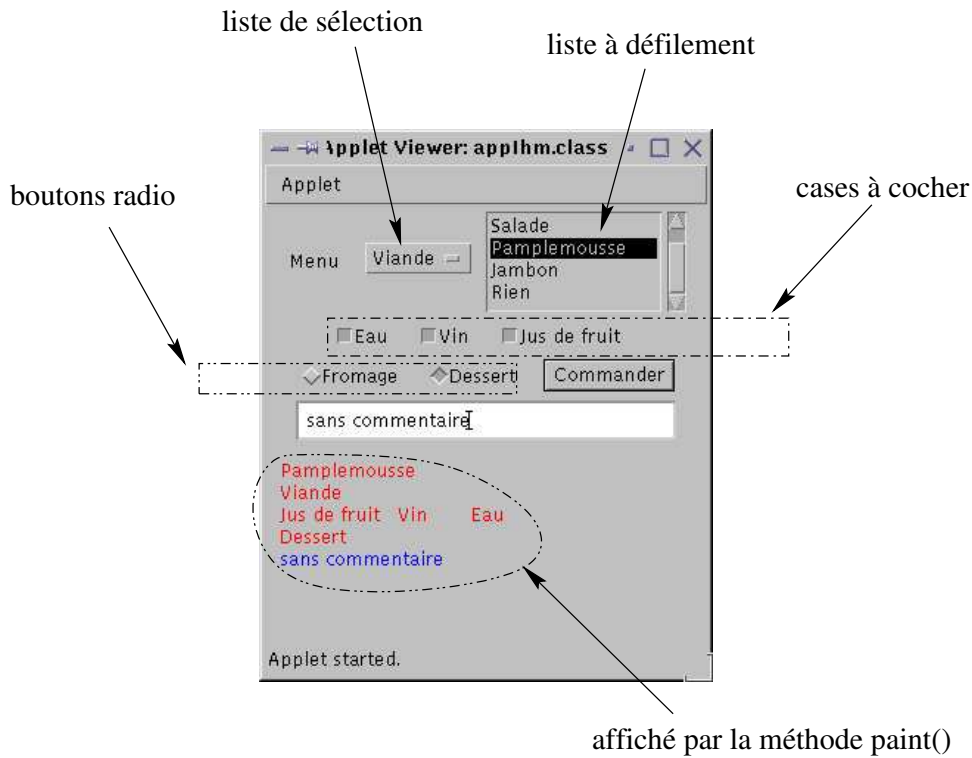 liste de sélection
liste à défilement
Applet Viewer: appIhm.class
boutons radio
Applet
cases à cocher
Salade
Menu Viande Pamplemousse
Jambon
Rien
Eau Vin Jus de fruit
Fromage Dessert Commander
sans commentaire
Pamplemousse
Viande
Jus de fruit Vin Eau
Dessert
sans commentaire
Applet started.
affiché par la méthode paint()